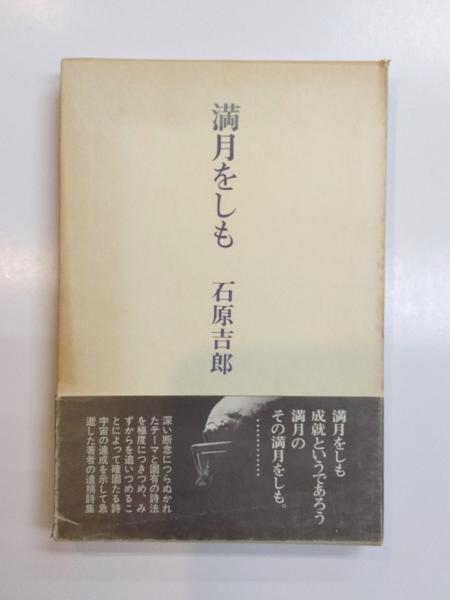 満月をしも
石原吉郎
満月をしも
成就というであろう
満月の
その満月をしも。
…………
深い断念につらぬかれ
たテーマと固有の詩法
を極度につきつめ、み
ずからを追いつめるこ
とによって確固たる詩
宇宙の達成を示して急
逝した著者の遺稿詩集